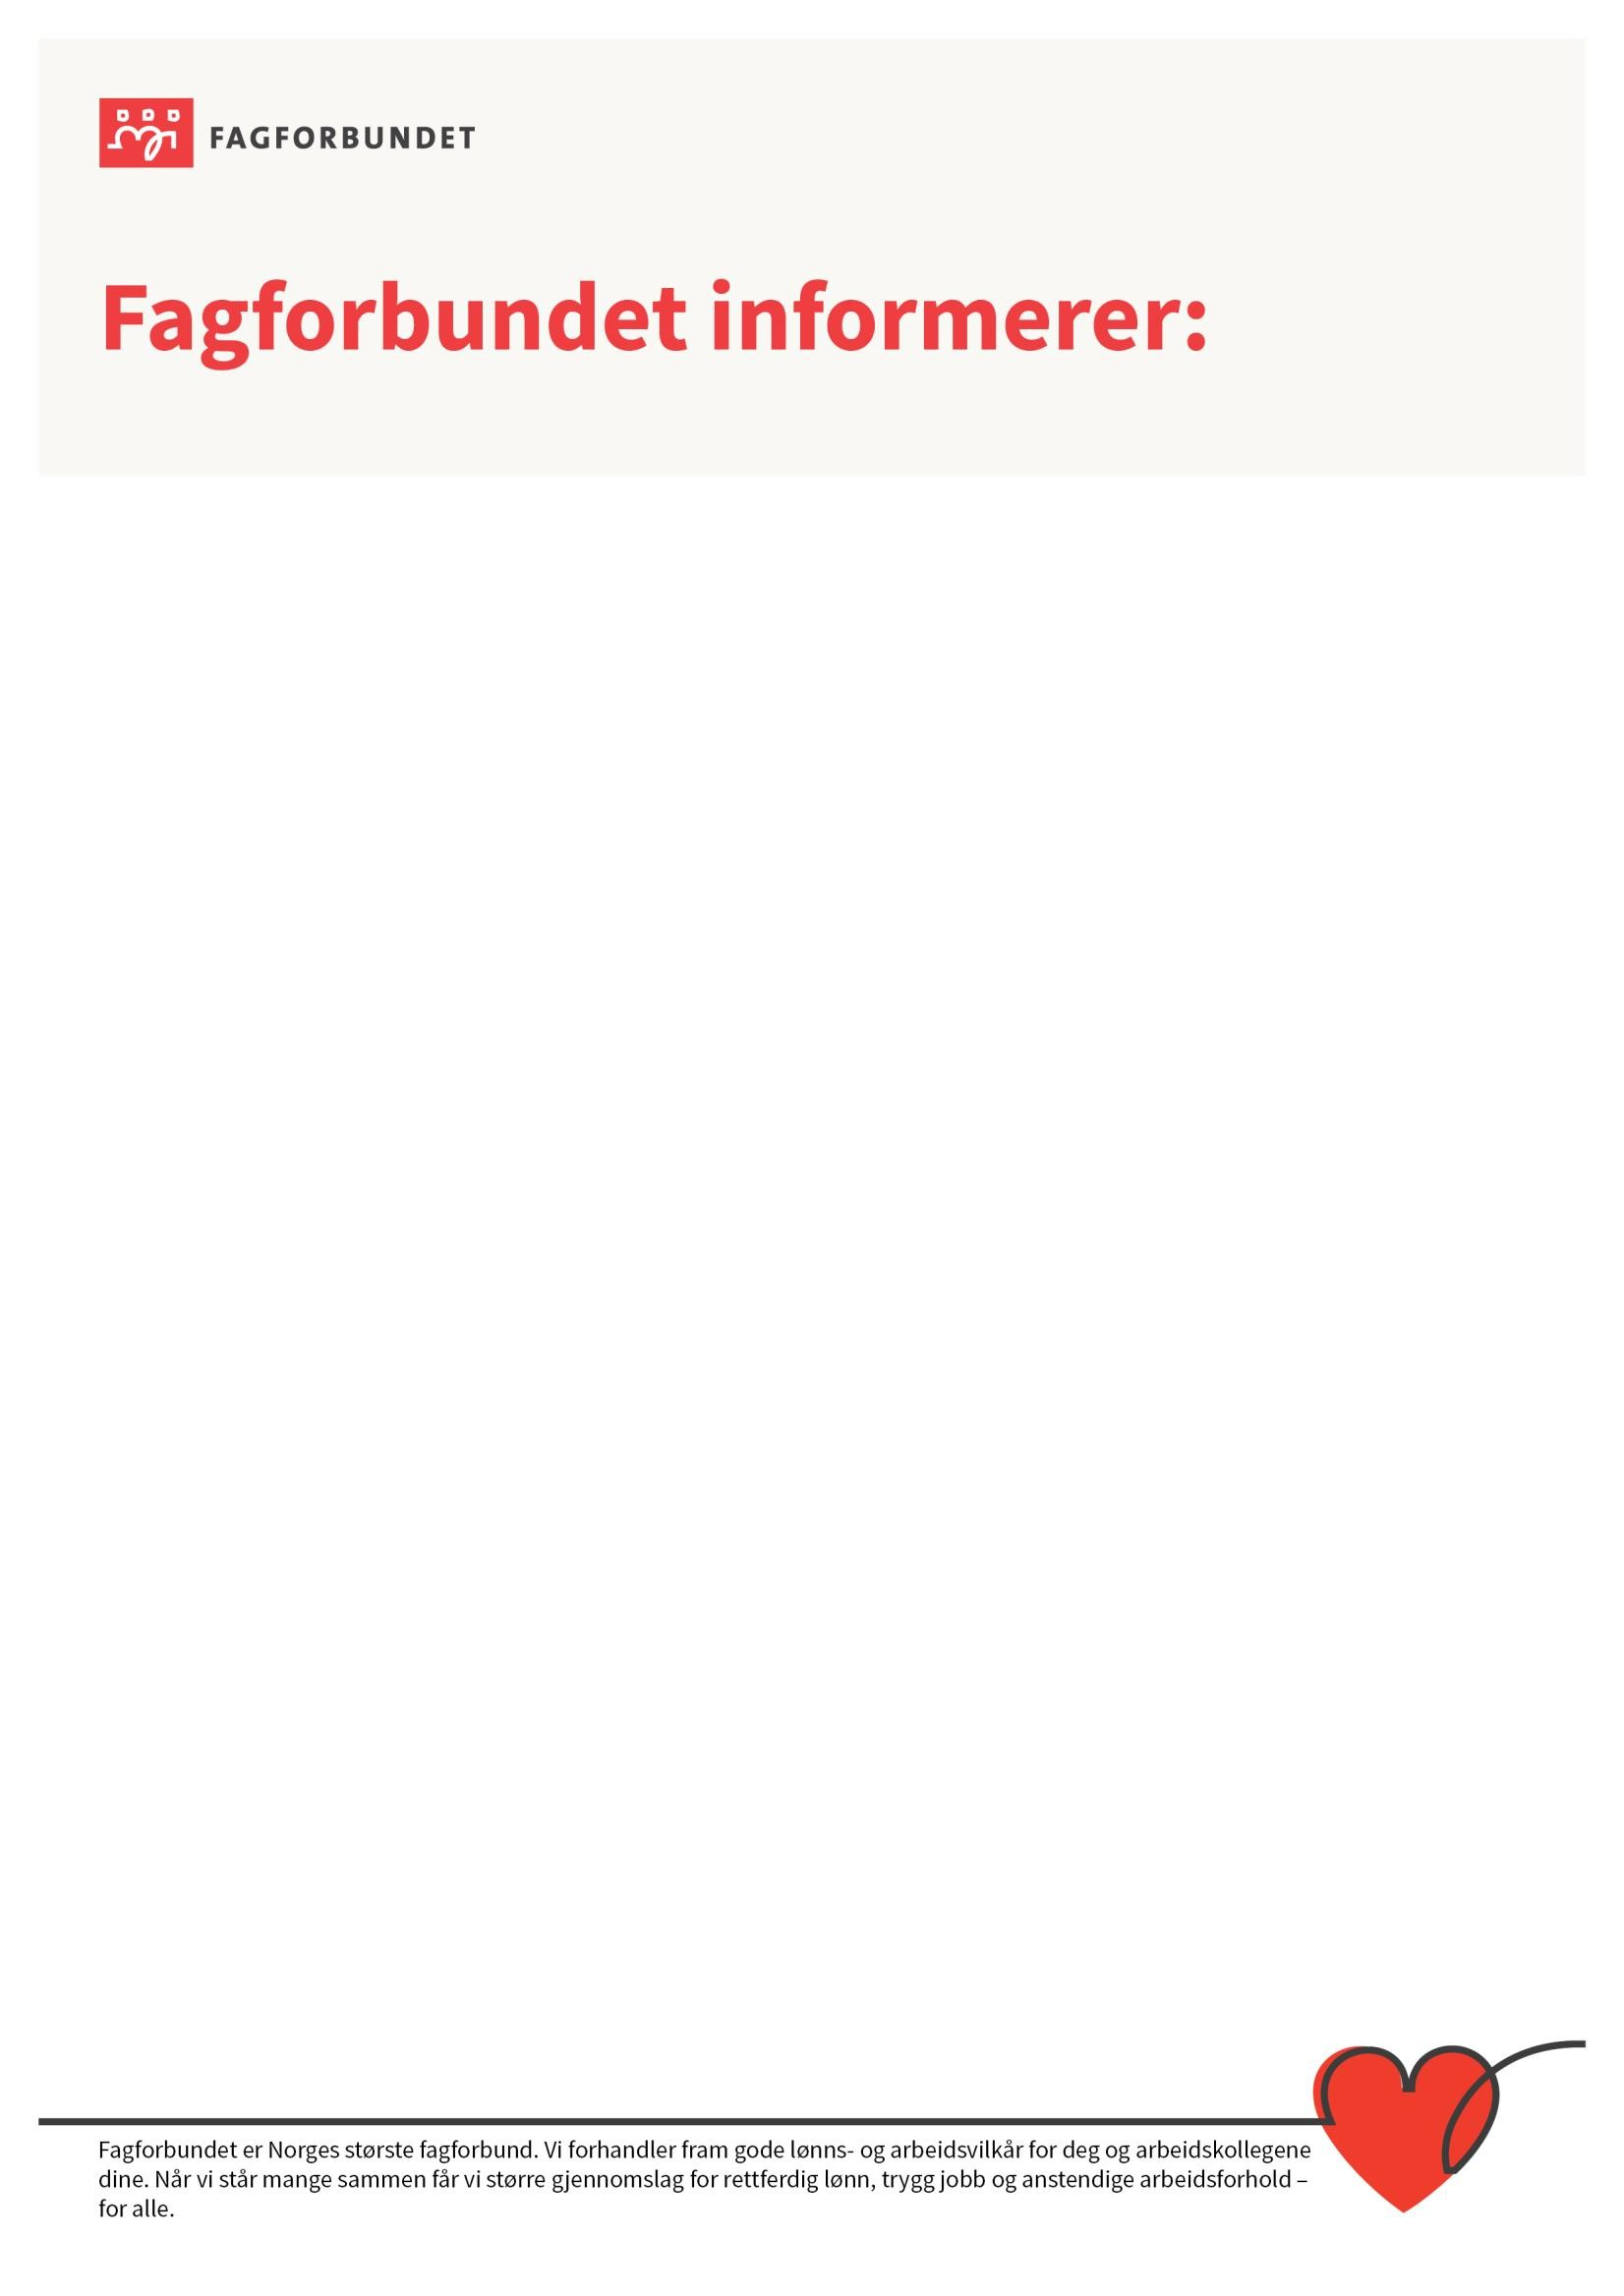 FAGFORBUNDET
Fagforbundet informerer:
Fagforbundet er Norges største fagforbund. Vi forhandler fram gode lønns- og arbeidsvilkår for deg og arbeidskollegene
dine. Når vi står mange sammen får vi større gjennomslag for rettferdig lønn, trygg jobb og anstendige arbeidsforhold –
for alle.